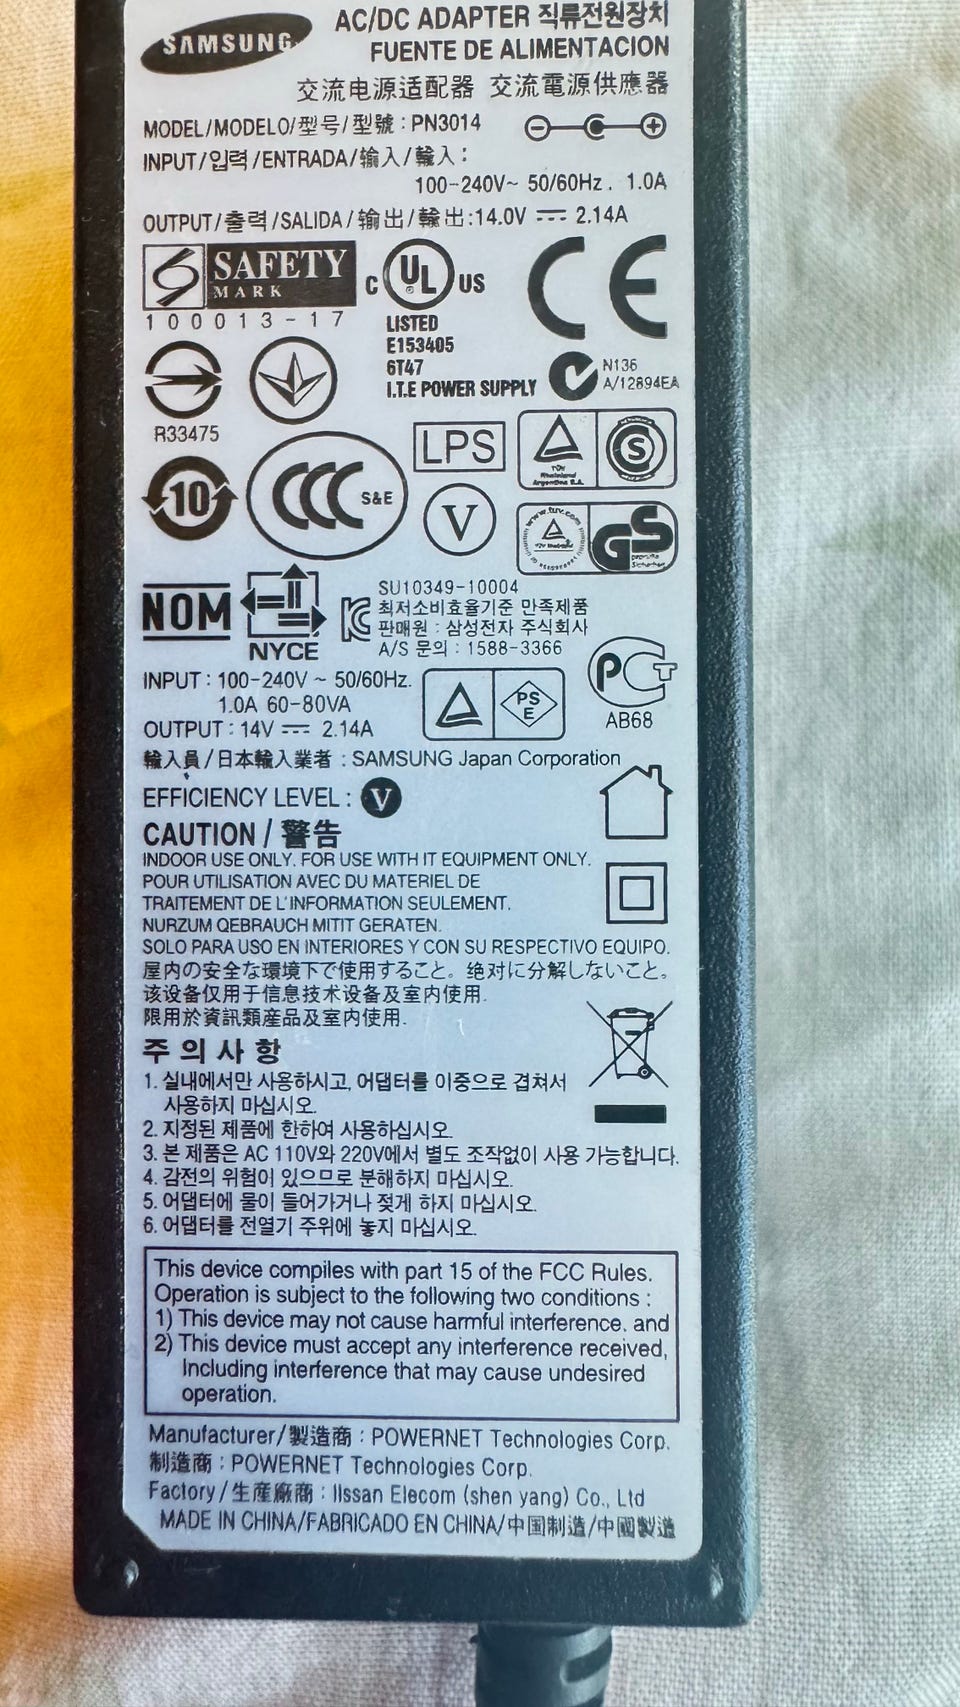 SAMSUNG
AC/DC ADAPTER 직류전원장치
FUENTE DE ALIMENTACION
交流电源适配器 交流電源供應器
MODEL/MODELO/型号/型號 : PN3014
INPUT/입력/ENTRADA/输入/輸入 :
100-240V~ 50/60Hz . 1.0A
OUTPUT/출력/SALIDA/输出/輸出:14.0V ⎓ 2.14A
SAFETY
MARK
100013-17
C UL US
LISTED
E153405
6T47
I.T.E POWER SUPPLY
CE
N136
A/12894EA
R33475
LPS
TÜV
Rheinland
Argentina S.A.
S
10
CCC S&E
V
www.tuv.com
GS
geprüfte
Sicherheit
NOM
NYCE
SU10349-10004
최저소비효율기준 만족제품
판매원 : 삼성전자 주식회사
A/S 문의 : 1588-3366
INPUT : 100-240V ~ 50/60Hz.
1.0A 60-80VA
OUTPUT : 14V ⎓ 2.14A
PS
E
PCT
AB68
輸入員/日本輸入業者 : SAMSUNG Japan Corporation
EFFICIENCY LEVEL : V
CAUTION / 警告
INDOOR USE ONLY. FOR USE WITH IT EQUIPMENT ONLY.
POUR UTILISATION AVEC DU MATERIEL DE
TRAITEMENT DE L'INFORMATION SEULEMENT.
NURZUM QEBRAUCH MITIT GERATEN.
SOLO PARA USO EN INTERIORES Y CON SU RESPECTIVO EQUIPO.
屋内の安全な環境下で使用すること。絶対に分解しないこと。
该设备仅用于信息技术设备及室内使用.
限用於資訊類産品及室内使用.
주 의 사 항
1. 실내에서만 사용하시고, 어댑터를 이중으로 겹쳐서
사용하지 마십시오.
2. 지정된 제품에 한하여 사용하십시오.
3. 본 제품은 AC 110V와 220V에서 별도 조작없이 사용 가능합니다.
4. 감전의 위험이 있으므로 분해하지 마십시오.
5. 어댑터에 물이 들어가거나 젖게 하지 마십시오.
6. 어댑터를 전열기 주위에 놓지 마십시오.
This device compiles with part 15 of the FCC Rules.
Operation is subject to the following two conditions :
1) This device may not cause harmful interference. and
2) This device must accept any interference received,
Including interference that may cause undesired
operation.
Manufacturer/製造商 : POWERNET Technologies Corp.
制造商 : POWERNET Technologies Corp.
Factory/生産廠商 : IIssan Elecom (shen yang) Co., Ltd
MADE IN CHINA/FABRICADO EN CHINA/中国制造/中國製造